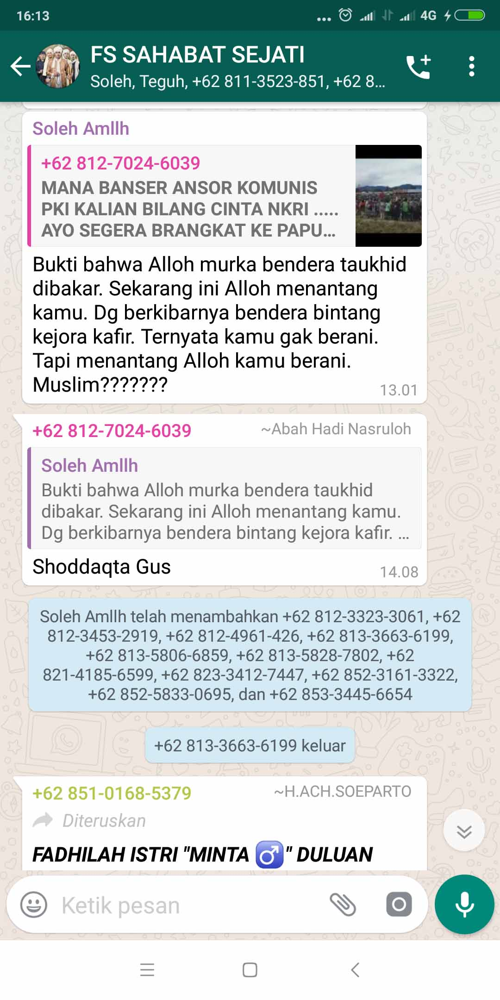 16:13
4G
FS SAHABAT SEJATI
Soleh, Teguh, +62 811-3523-851, +62 8...
Soleh Amllh
+62 812-7024-6039
MANA BANSER ANSOR KOMUNIS
PKI KALIAN BILANG CINTA NKRI .....
AYO SEGERA BRANGKAT KE PAPU...
Bukti bahwa Alloh murka bendera taukhid
dibakar. Sekarang ini Alloh menantang
kamu. Dg berkibarnya bendera bintang
kejora kafir. Ternyata kamu gak berani.
Tapi menantang Alloh kamu berani.
Muslim???????
13.01
+62 812-7024-6039
~Abah Hadi Nasruloh
Soleh Amllh
Bukti bahwa Alloh murka bendera taukhid
dibakar. Sekarang ini Alloh menantang kamu.
Dg berkibarnya bendera bintang kejora kafir. ...
Shoddaqta Gus
14.08
Soleh Amllh telah menambahkan +62 812-3323-3061, +62
812-3453-2919, +62 812-4961-426, +62 813-3663-6199,
+62 813-5806-6859, +62 813-5828-7802, +62
821-4185-6599, +62 823-3412-7447, +62 852-3161-3322,
+62 852-5833-0695, dan +62 853-3445-6654
+62 813-3663-6199 keluar
+62 851-0168-5379
~H.ACH.SOEPARTO
Diteruskan
FADHILAH ISTRI "MINTA ♂" DULUAN
Ketik pesan